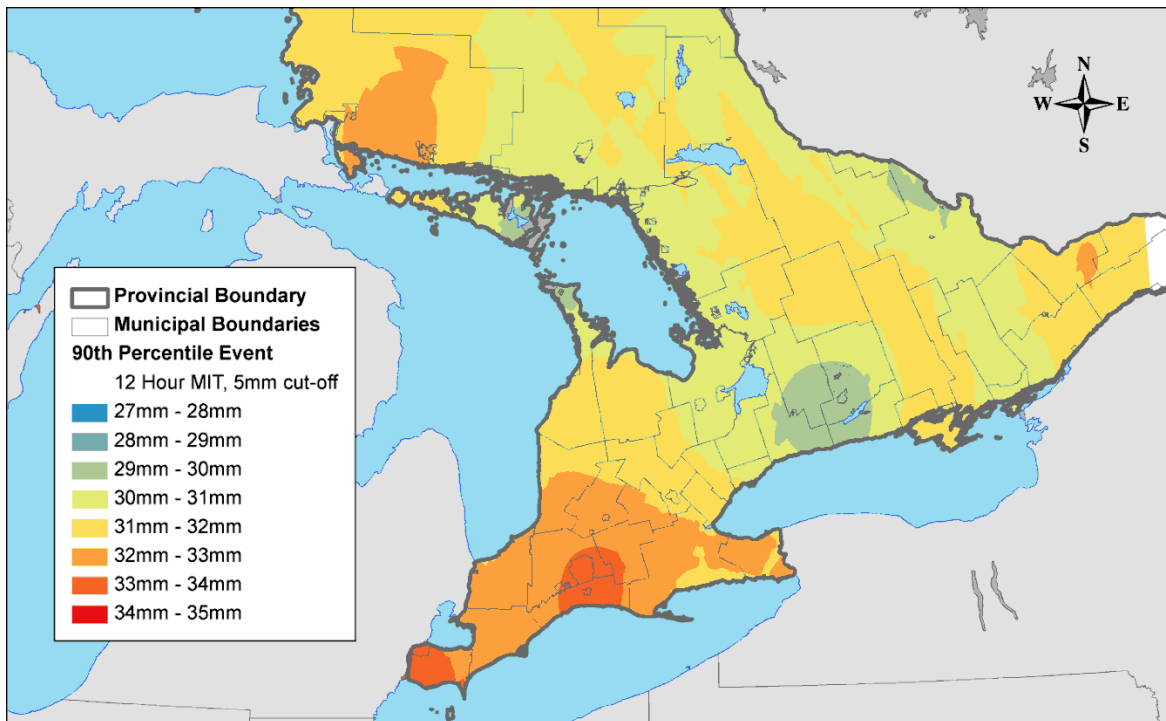 N
W E
S
Provincial Boundary
Municipal Boundaries
90th Percentile Event
12 Hour MIT, 5mm cut-off
27mm - 28mm
28mm - 29mm
29mm - 30mm
30mm - 31mm
31mm - 32mm
32mm - 33mm
33mm - 34mm
34mm - 35mm